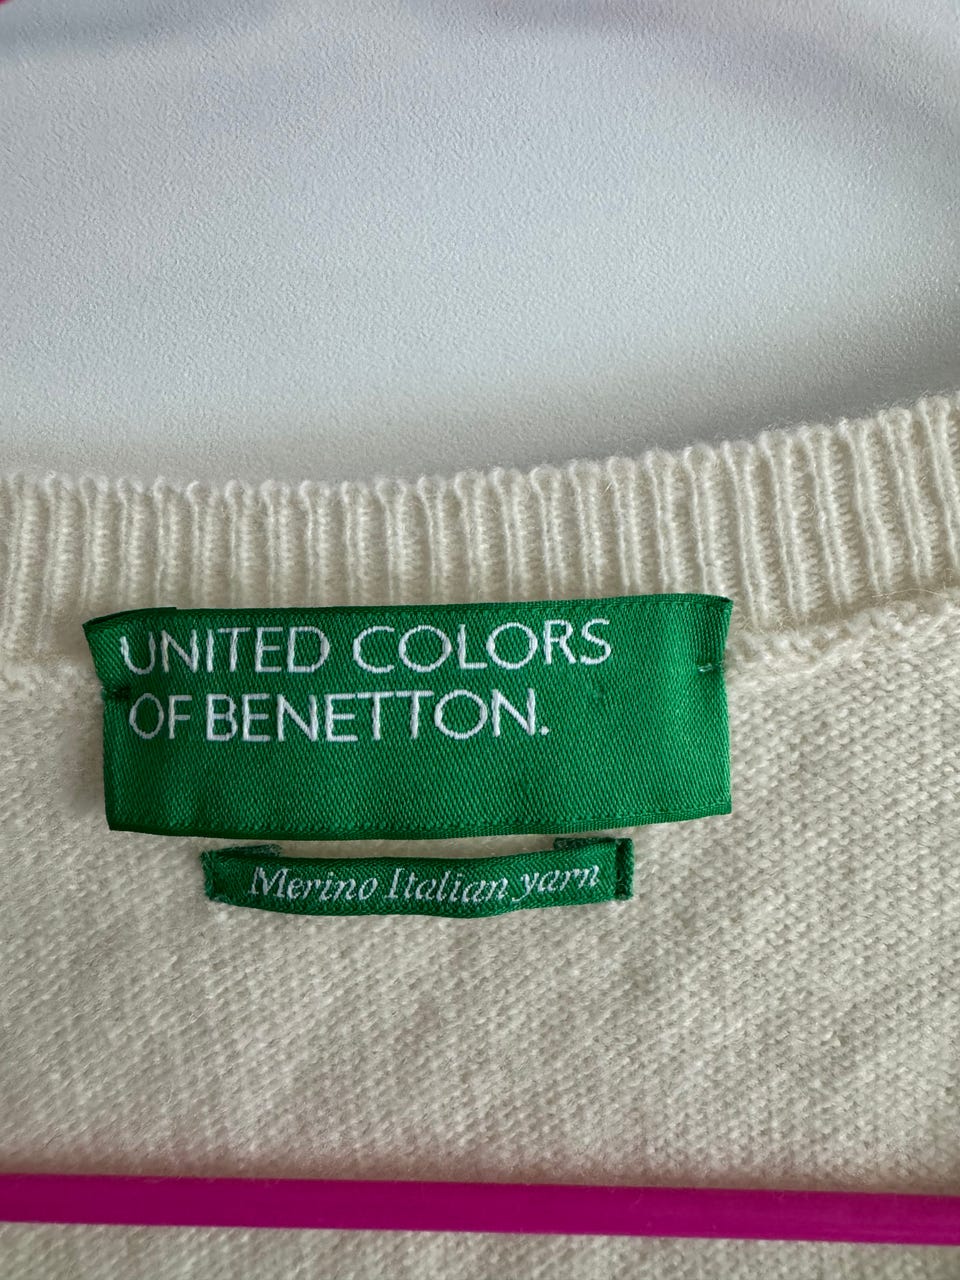 UNITED COLORS
OF BENETTON.
Merino Italian yarn